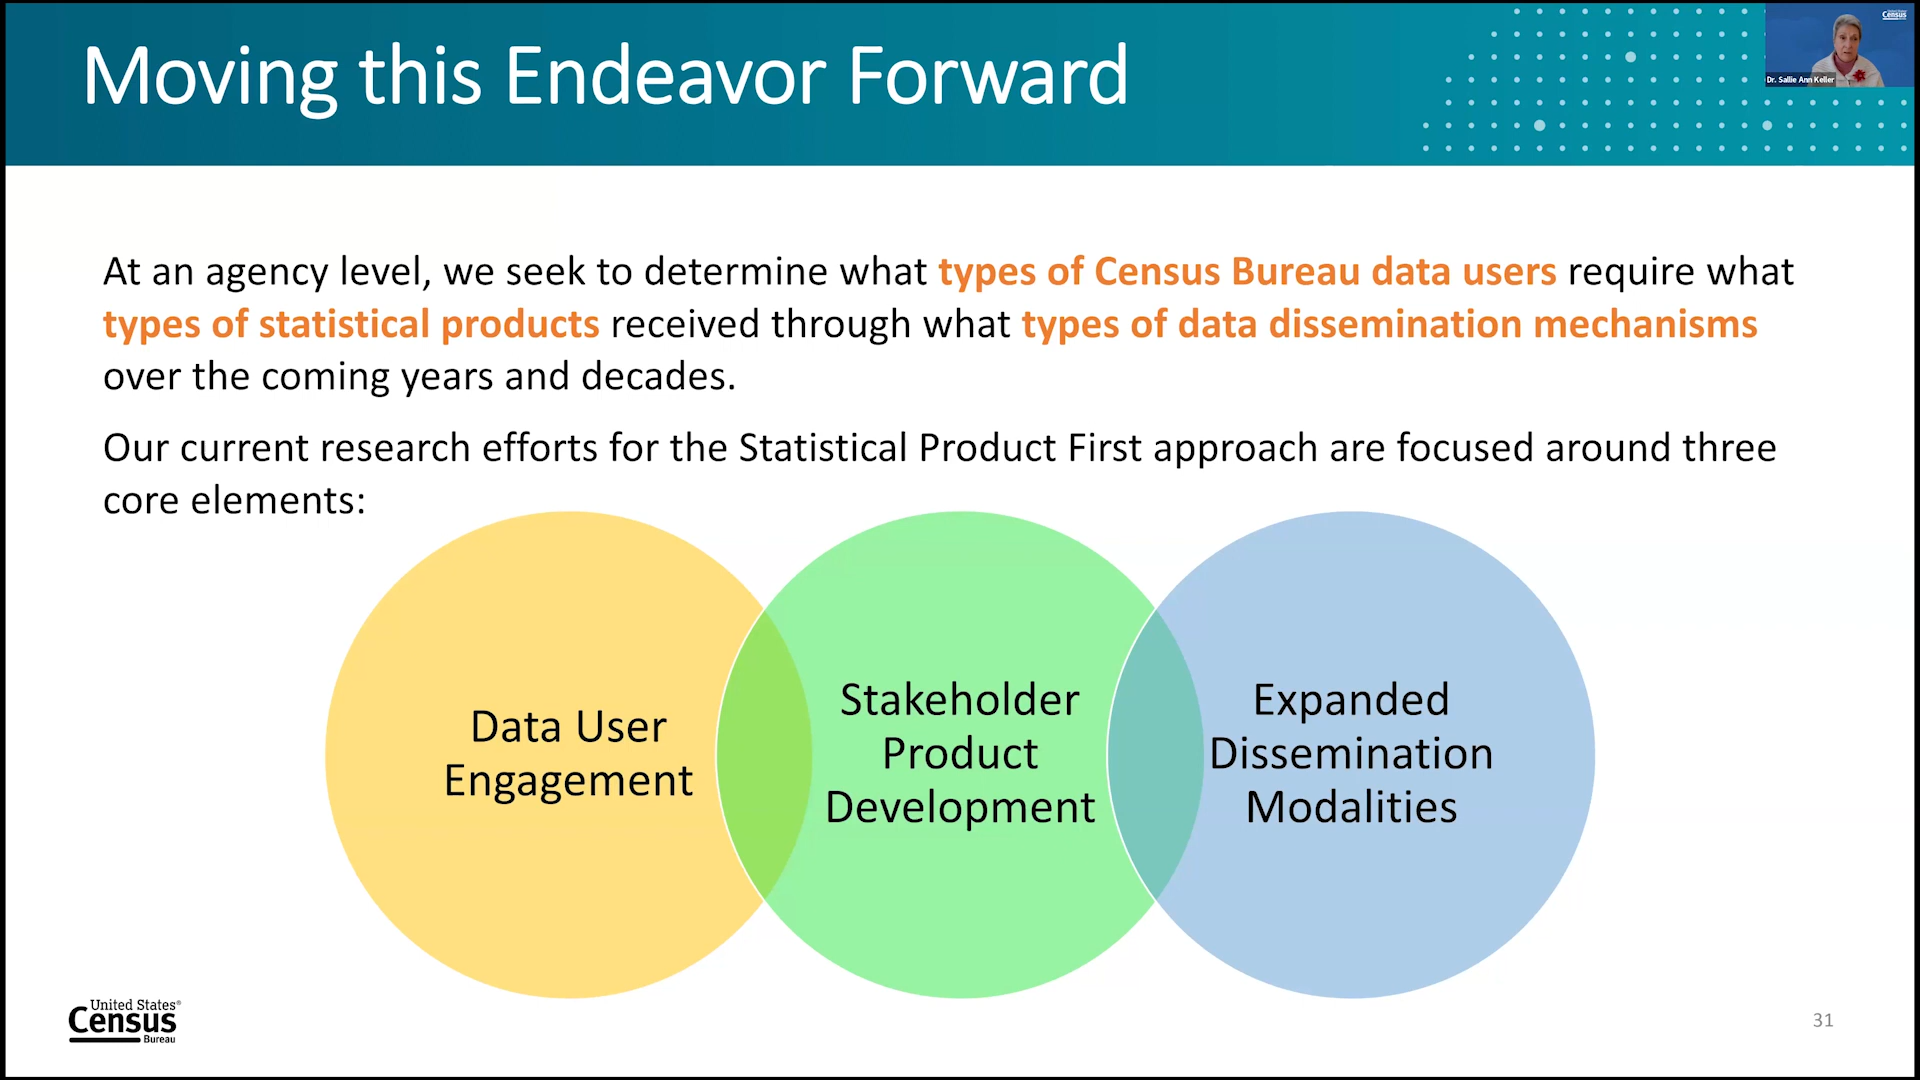 Moving this Endeavor Forward
Census
Dr. Sallie Ann Keller
At an agency level, we seek to determine what types of Census Bureau data users require what
types of statistical products received through what types of data dissemination mechanisms
over the coming years and decades.
Our current research efforts for the Statistical Product First approach are focused around three
core elements:
Data User
Engagement
Stakeholder
Product
Development
Expanded
Dissemination
Modalities
United States®
Census
Bureau
31